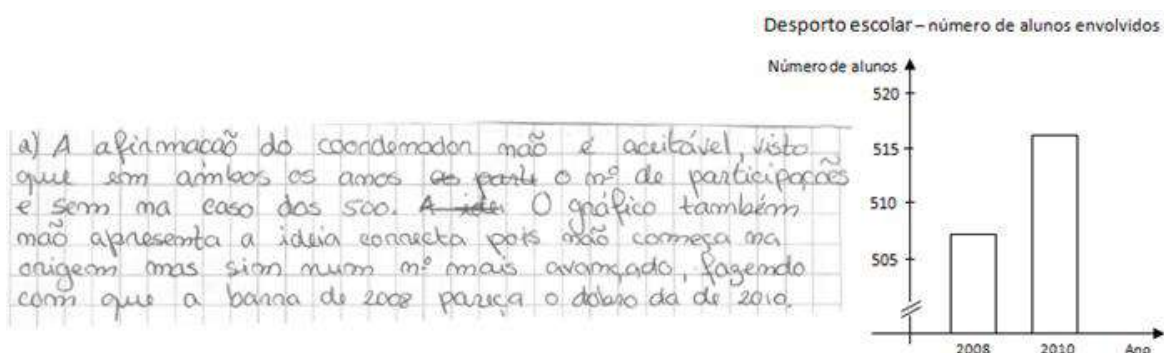 Desporto escolar – número de alunos envolvidos
Número de alunos
520
515
510
505
2008
2010
Ano
a) A afirmação do coordenador não é aceitável, visto
que em ambos os anos o nº de participações
e sem na caso dos 500. O gráfico também
não apresenta a ideia correcta pois não começa na
origem mas sim num nº mais avançado, fazendo
com que a barra de 2008 pareça o dobro da de 2010.